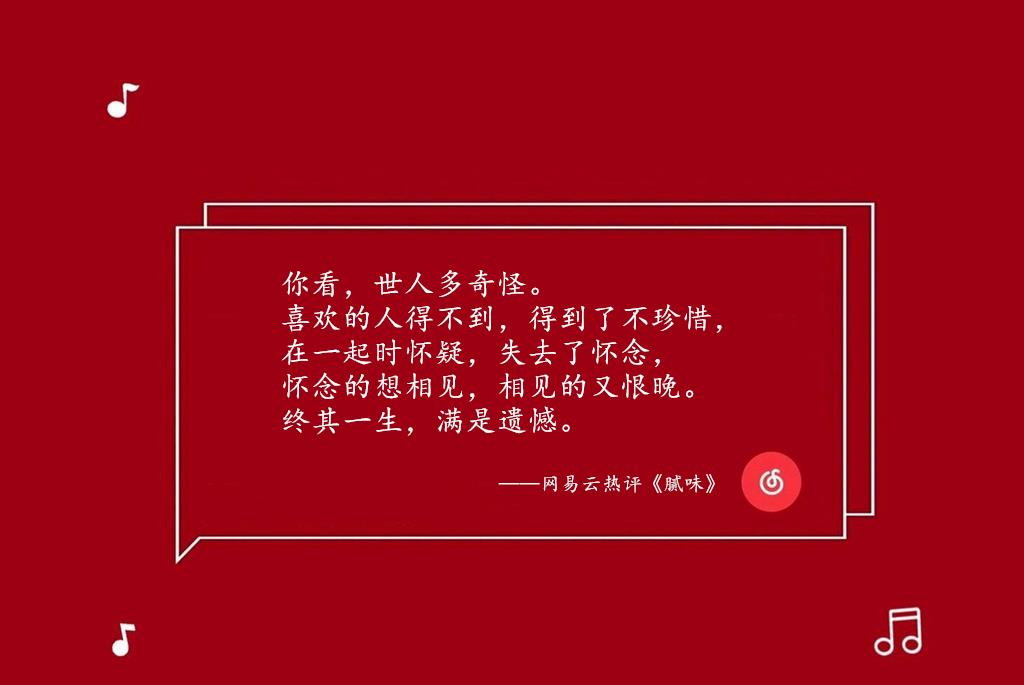 你看，世人多奇怪。
喜欢的人得不到，得到了不珍惜，
在一起时怀疑，失去了怀念，
怀念的想相见，相见的又恨晚。
终其一生，满是遗憾。
——网易云热评《腻味》